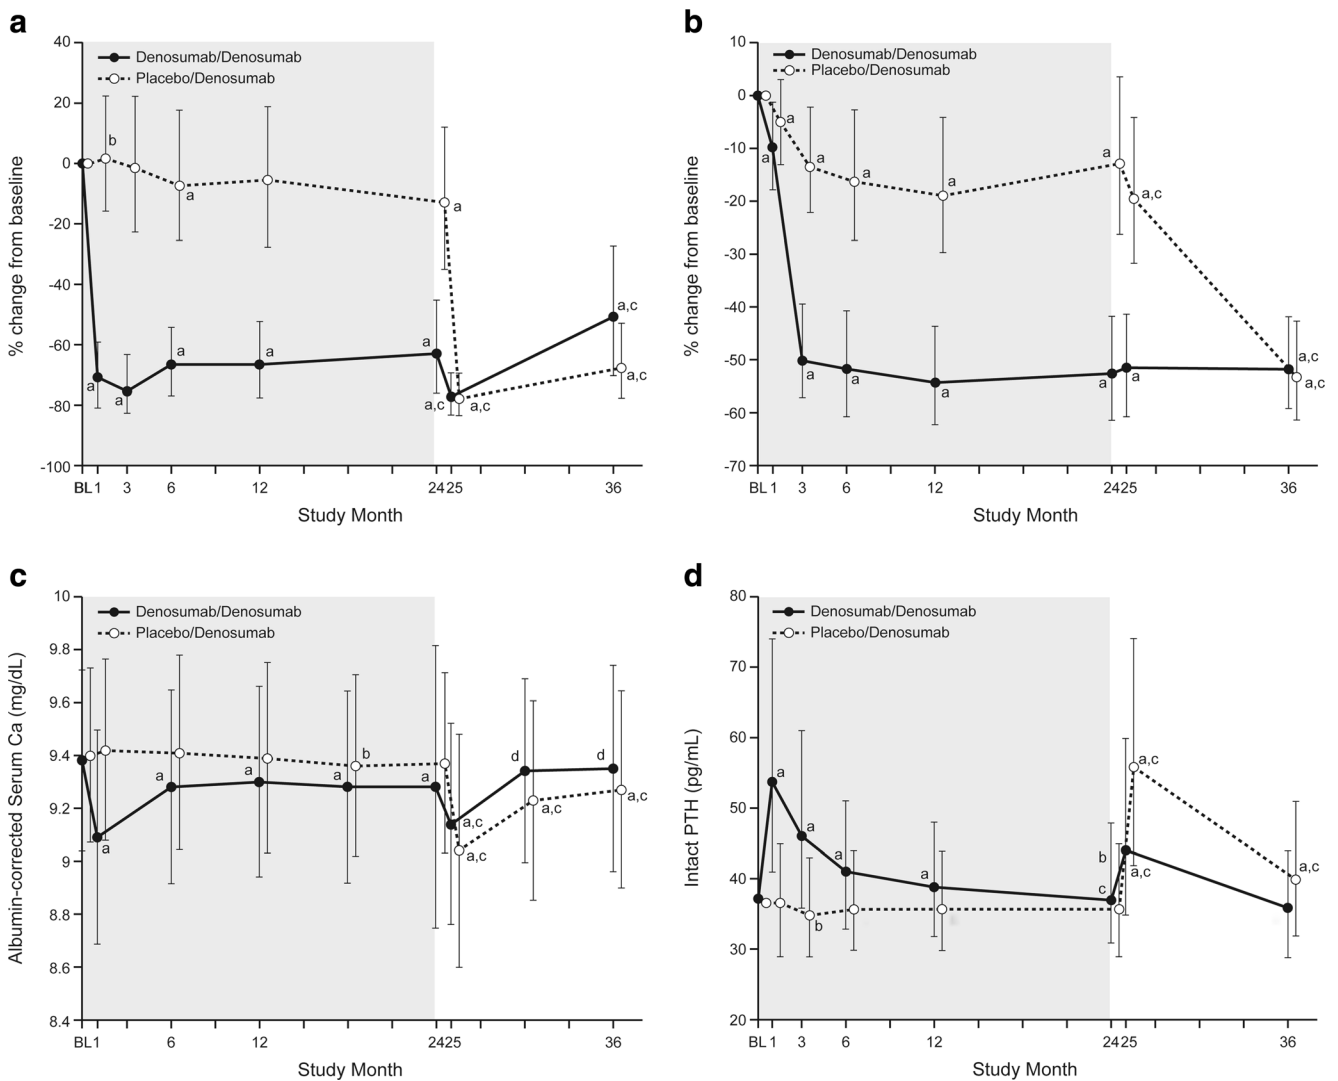 a
Denosumab/Denosumab
Placebo/Denosumab
40
20
0
-20
-40
-60
-80
-100
% change from baseline
b
a
a
a
a
a
a
a
a
a,c
a,c
a,c
a,c
BL 1 3 6 12 24 25 36
Study Month
b
Denosumab/Denosumab
Placebo/Denosumab
10
0
-10
-20
-30
-40
-50
-60
-70
% change from baseline
a
a
a
a
a
a
a,c
a
a
a
a
a
a,c
a,c
BL 1 3 6 12 24 25 36
Study Month
c
Denosumab/Denosumab
Placebo/Denosumab
10
9.8
9.6
9.4
9.2
9
8.8
8.6
8.4
Albumin-corrected Serum Ca (mg/dL)
a
a
a
a
b
a
a,c
a,c
d
a,c
d
a,c
BL 1 6 12 24 25 36
Study Month
d
Denosumab/Denosumab
Placebo/Denosumab
80
70
60
50
40
30
20
Intact PTH (pg/mL)
a
a
b
a
a
b
c
a,c
a,c
a,c
BL 1 3 6 12 24 25 36
Study Month